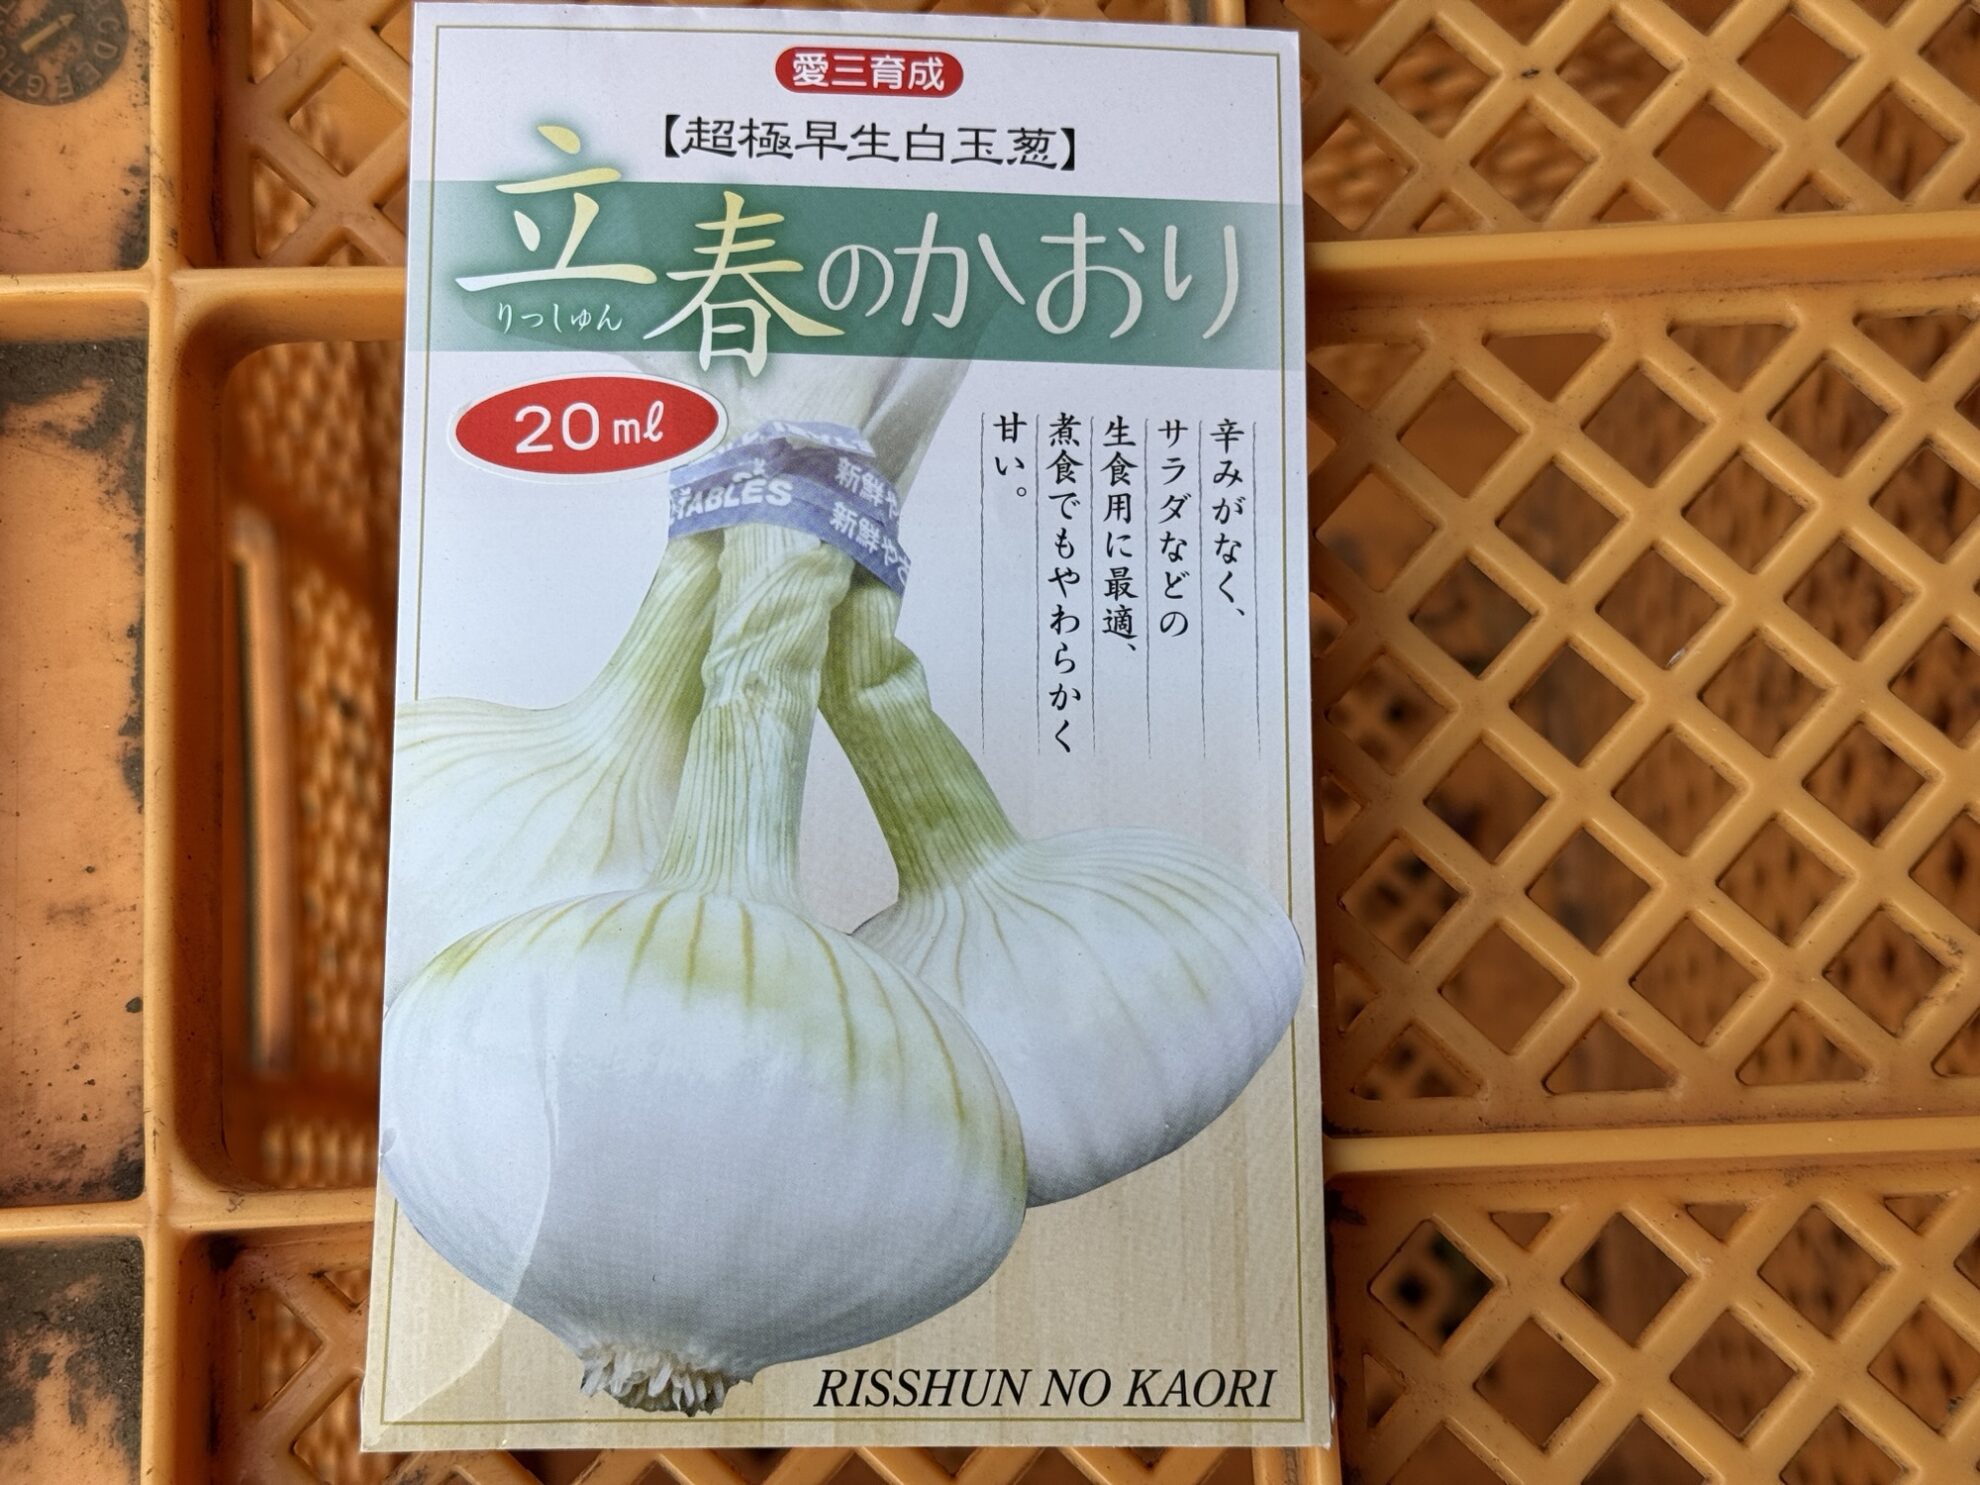 愛三育成
【超極早生白玉葱】
立春のかおり
りっしゅん
20ml
辛みがなく、
サラダなどの
生食用に最適、
煮食でもやわらかく
甘い。
新鮮や
TABLES
新鮮やさ
RISSHUN NO KAORI